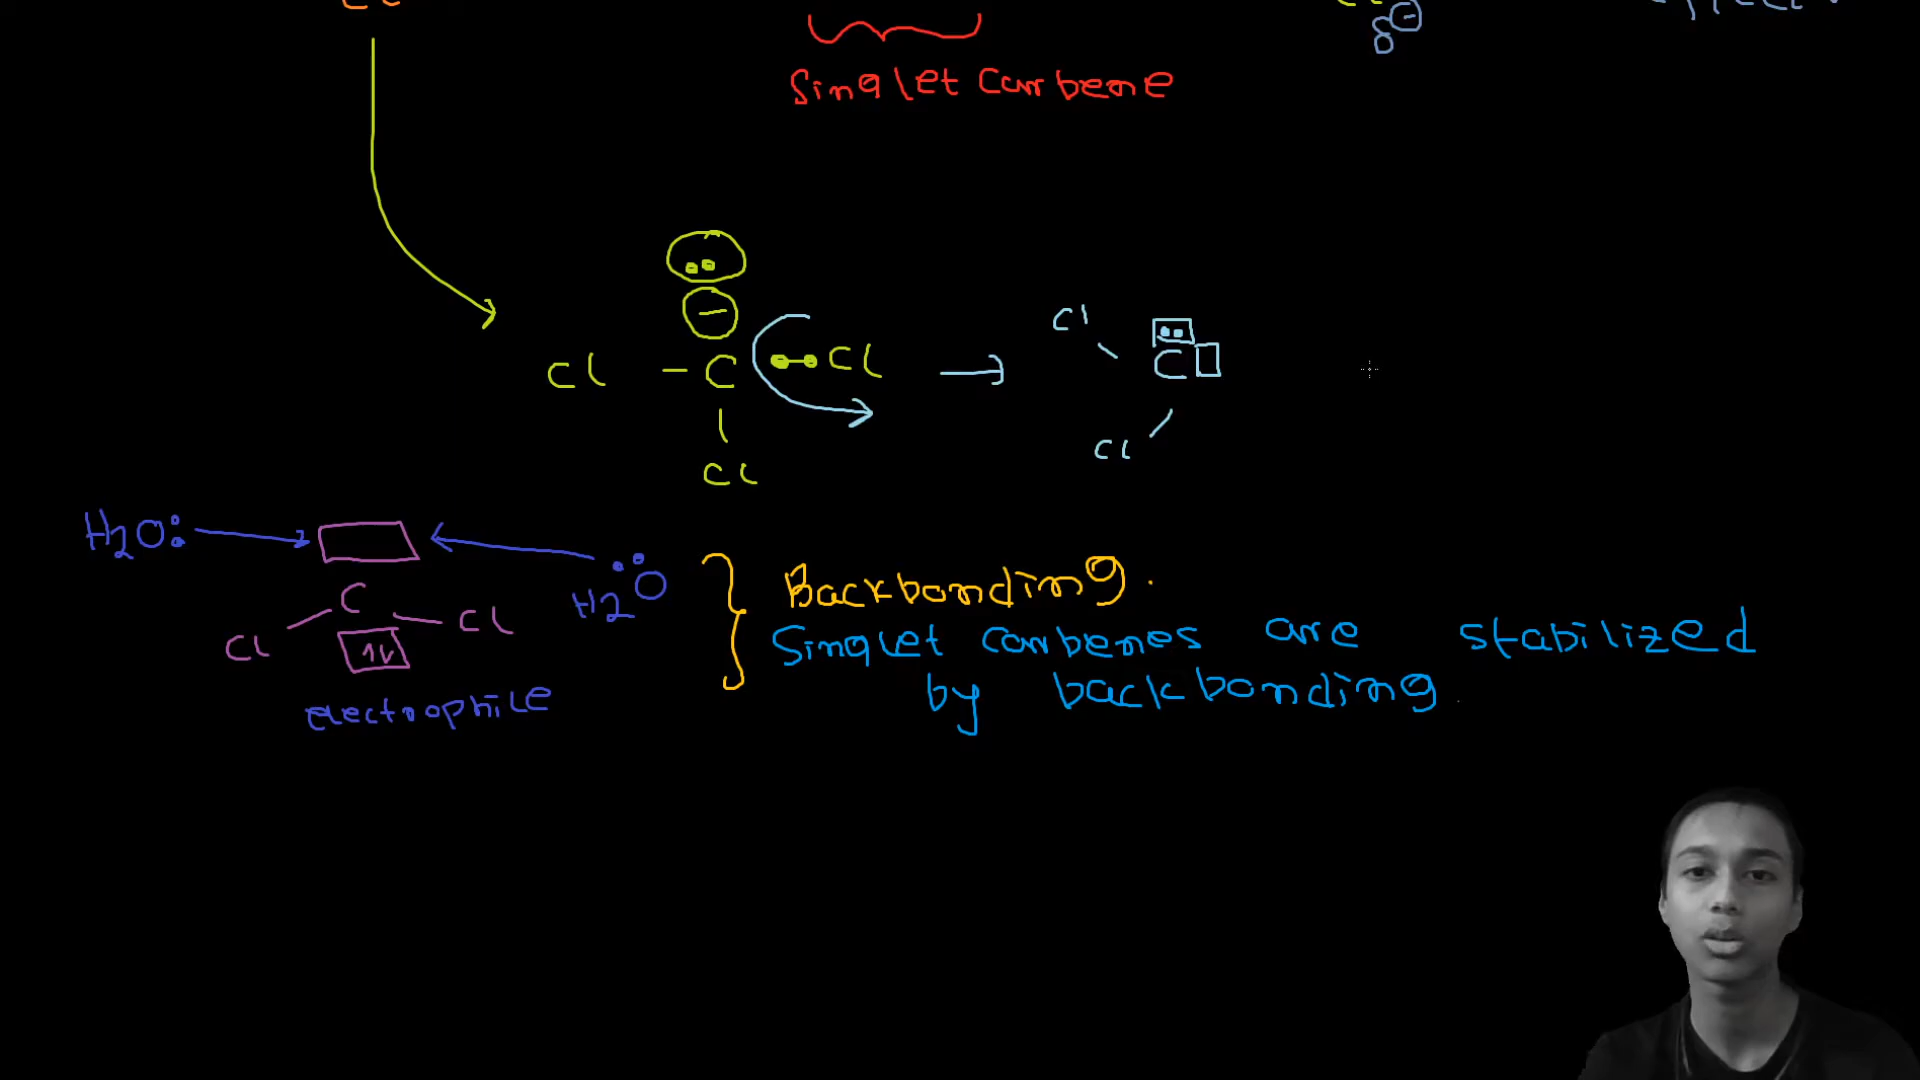 Singlet Carbene
δ⊖
Cl – C – Cl
Cl
Cl
C
Cl
H2O:
H2O
C
Cl
Cl
1v
electrophile
Backbonding.
Singlet Carbenes are stabilized
by backbonding.